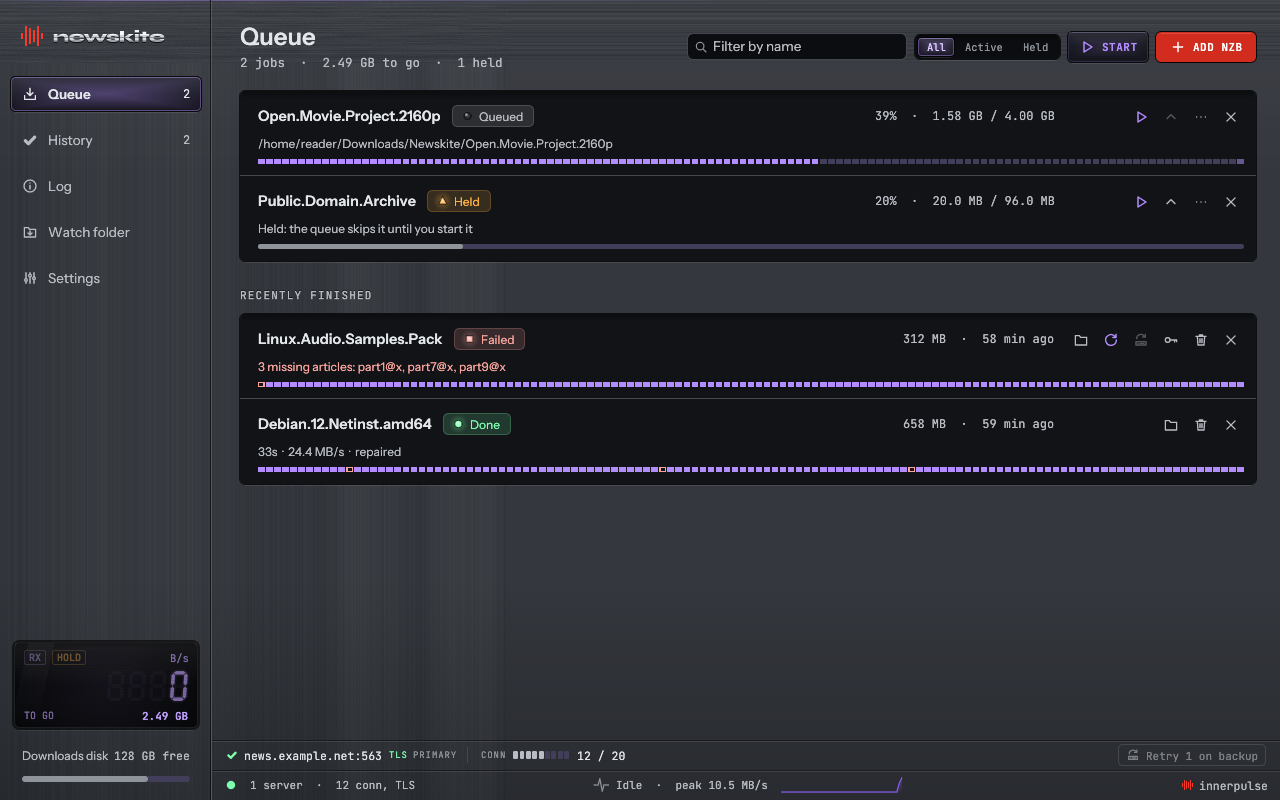 newskite
Queue 2
History 2
Log
Watch folder
Settings
RX HOLD B/s
0
TO GO 2.49 GB
Downloads disk 128 GB free
Queue
2 jobs · 2.49 GB to go · 1 held
Filter by name
All Active Held
START
ADD NZB
Open.Movie.Project.2160p Queued 39% · 1.58 GB / 4.00 GB
/home/reader/Downloads/Newskite/Open.Movie.Project.2160p
Public.Domain.Archive Held 20% · 20.0 MB / 96.0 MB
Held: the queue skips it until you start it
RECENTLY FINISHED
Linux.Audio.Samples.Pack Failed 312 MB · 58 min ago
3 missing articles: part1@x, part7@x, part9@x
Debian.12.Netinst.amd64 Done 658 MB · 59 min ago
33s · 24.4 MB/s · repaired
news.example.net:563 TLS PRIMARY CONN 12 / 20 Retry 1 on backup
1 server · 12 conn, TLS Idle · peak 10.5 MB/s innerpulse